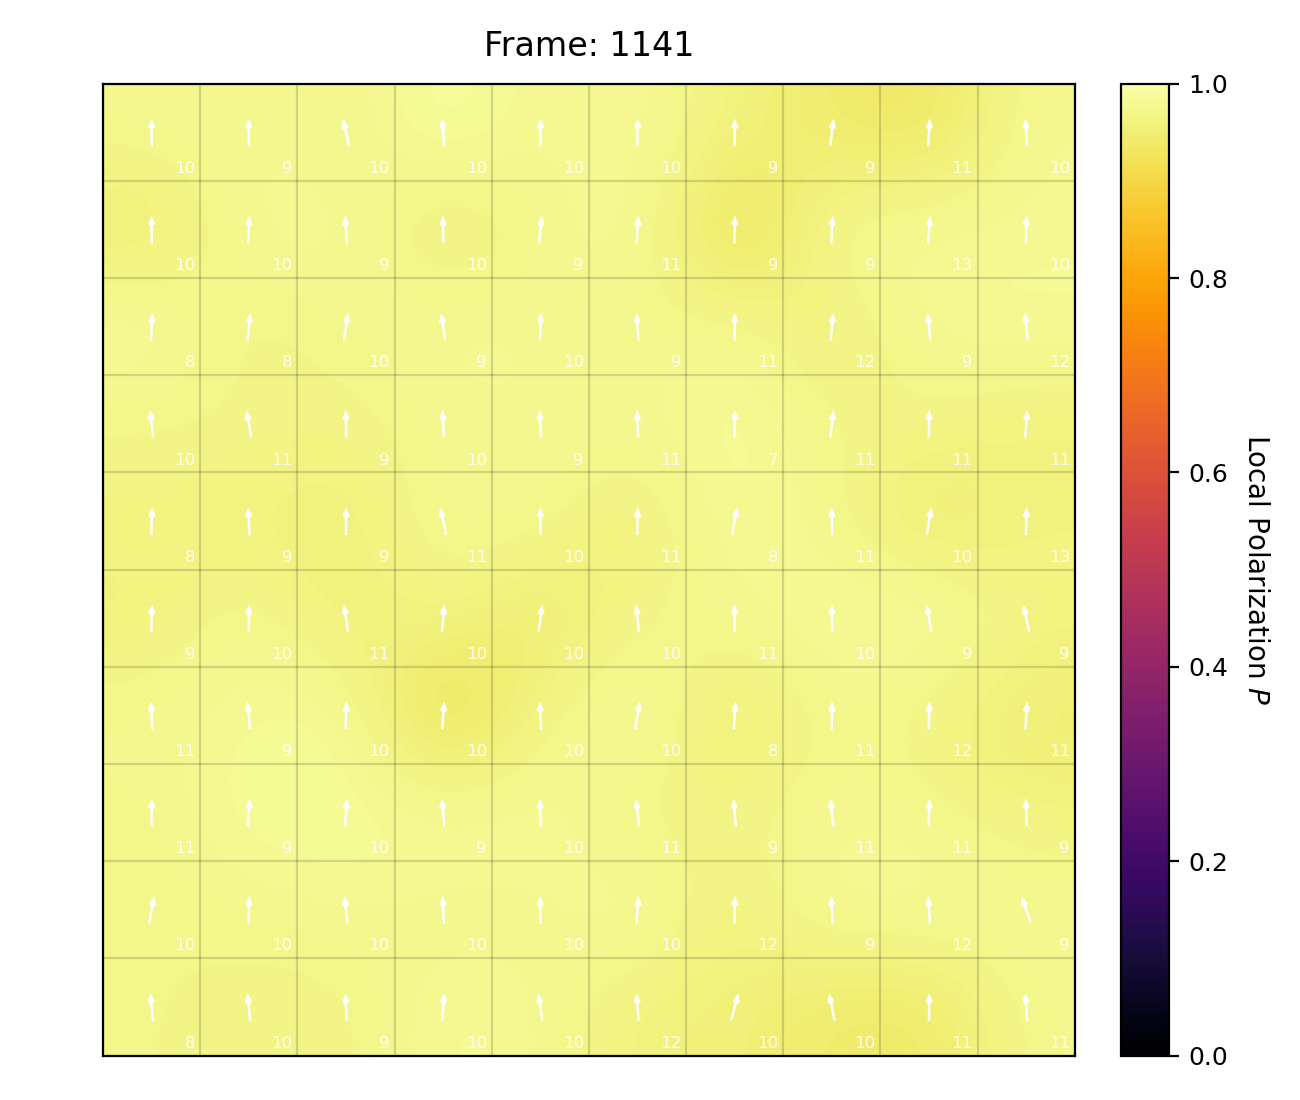 Frame: 1141
10 9 10 10 10 10 9 9 11 10
10 10 9 10 9 11 9 9 13 10
8 8 10 9 10 9 11 12 9 12
10 11 9 10 9 11 7 11 11 11
8 9 9 11 10 11 8 11 10 13
9 10 11 10 10 10 11 10 9 9
11 9 10 10 10 10 8 11 12 11
11 9 10 9 10 11 9 11 11 9
10 10 10 10 10 10 12 9 12 9
8 10 9 10 10 12 10 10 11 11
1.0
0.8
0.6
0.4
0.2
0.0
Local Polarization P